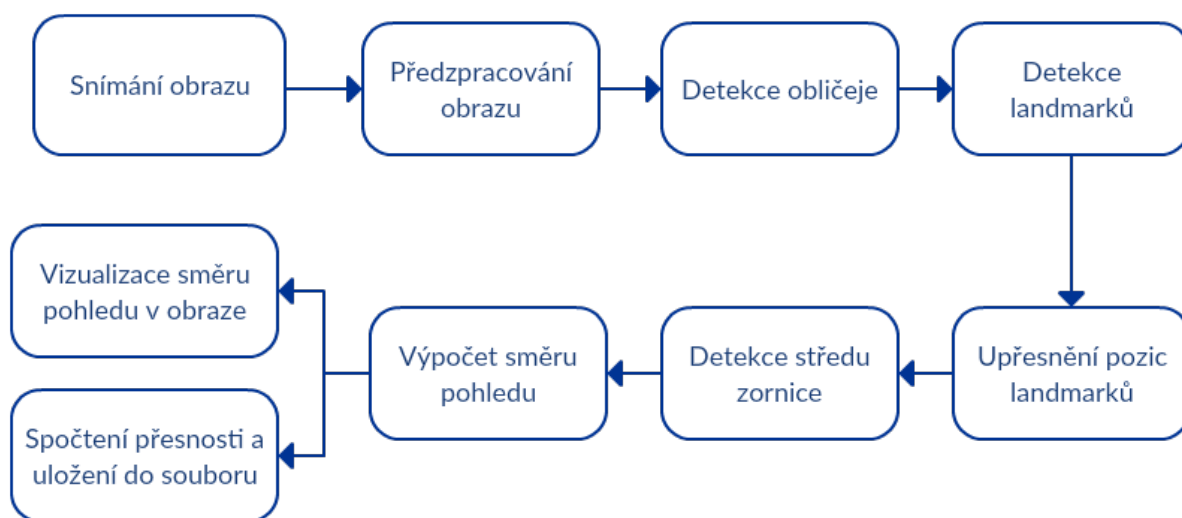 Snímání obrazu
Předzpracování
obrazu
Detekce obličeje
Detekce
landmarků
Upřesnění pozic
landmarků
Detekce středu
zornice
Výpočet směru
pohledu
Vizualizace směru
pohledu v obraze
Spočtení přesnosti a
uložení do souboru